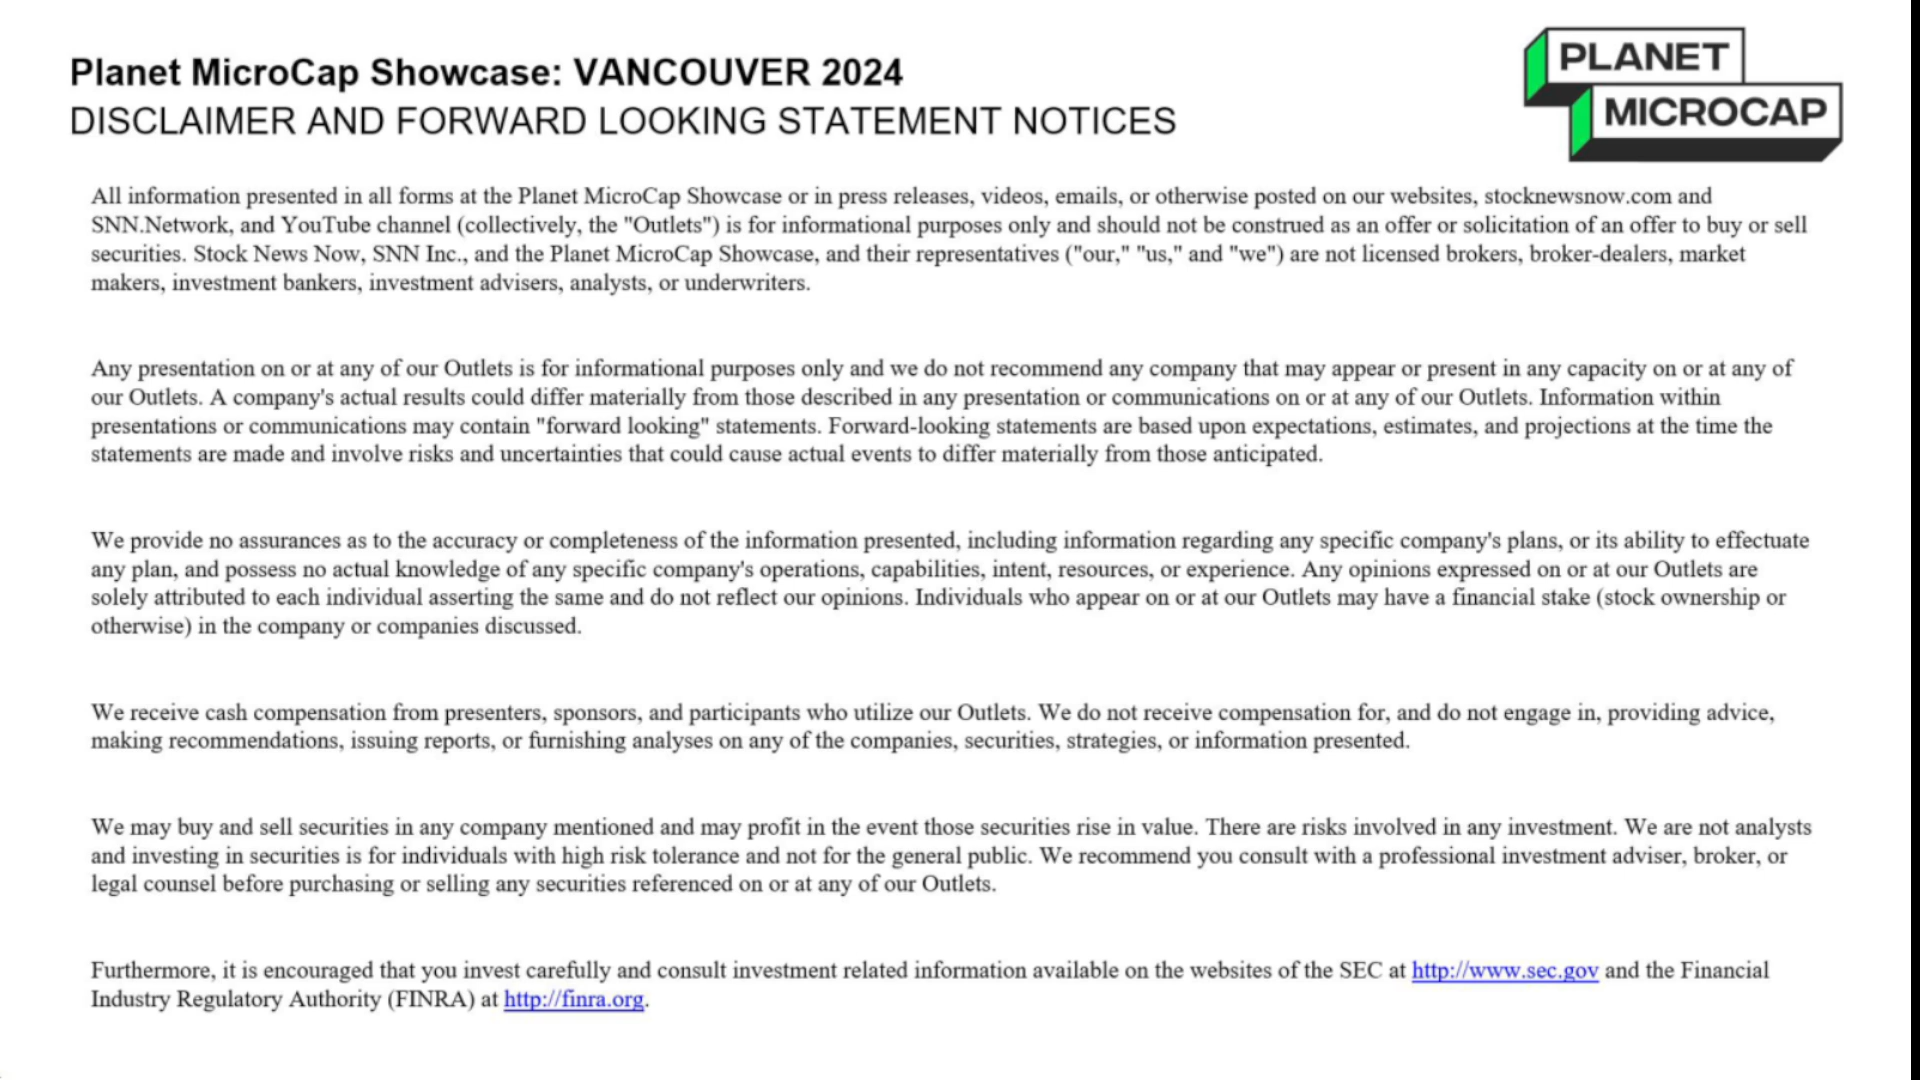 Planet MicroCap Showcase: VANCOUVER 2024
DISCLAIMER AND FORWARD LOOKING STATEMENT NOTICES
PLANET
MICROCAP
All information presented in all forms at the Planet MicroCap Showcase or in press releases, videos, emails, or otherwise posted on our websites, stocknewsnow.com and
SNN.Network, and YouTube channel (collectively, the "Outlets") is for informational purposes only and should not be construed as an offer or solicitation of an offer to buy or sell
securities. Stock News Now, SNN Inc., and the Planet MicroCap Showcase, and their representatives ("our," "us," and "we") are not licensed brokers, broker-dealers, market
makers, investment bankers, investment advisers, analysts, or underwriters.
Any presentation on or at any of our Outlets is for informational purposes only and we do not recommend any company that may appear or present in any capacity on or at any of
our Outlets. A company's actual results could differ materially from those described in any presentation or communications on or at any of our Outlets. Information within
presentations or communications may contain "forward looking" statements. Forward-looking statements are based upon expectations, estimates, and projections at the time the
statements are made and involve risks and uncertainties that could cause actual events to differ materially from those anticipated.
We provide no assurances as to the accuracy or completeness of the information presented, including information regarding any specific company's plans, or its ability to effectuate
any plan, and possess no actual knowledge of any specific company's operations, capabilities, intent, resources, or experience. Any opinions expressed on or at our Outlets are
solely attributed to each individual asserting the same and do not reflect our opinions. Individuals who appear on or at our Outlets may have a financial stake (stock ownership or
otherwise) in the company or companies discussed.
We receive cash compensation from presenters, sponsors, and participants who utilize our Outlets. We do not receive compensation for, and do not engage in, providing advice,
making recommendations, issuing reports, or furnishing analyses on any of the companies, securities, strategies, or information presented.
We may buy and sell securities in any company mentioned and may profit in the event those securities rise in value. There are risks involved in any investment. We are not analysts
and investing in securities is for individuals with high risk tolerance and not for the general public. We recommend you consult with a professional investment adviser, broker, or
legal counsel before purchasing or selling any securities referenced on or at any of our Outlets.
Furthermore, it is encouraged that you invest carefully and consult investment related information available on the websites of the SEC at http://www.sec.gov and the Financial
Industry Regulatory Authority (FINRA) at http://finra.org.